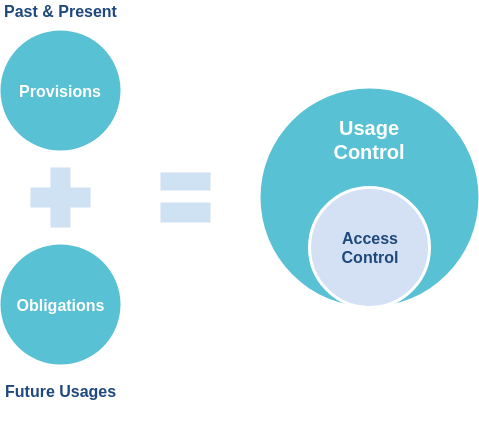 Past & Present
Provisions
Obligations
Future Usages
Usage
Control
Access
Control